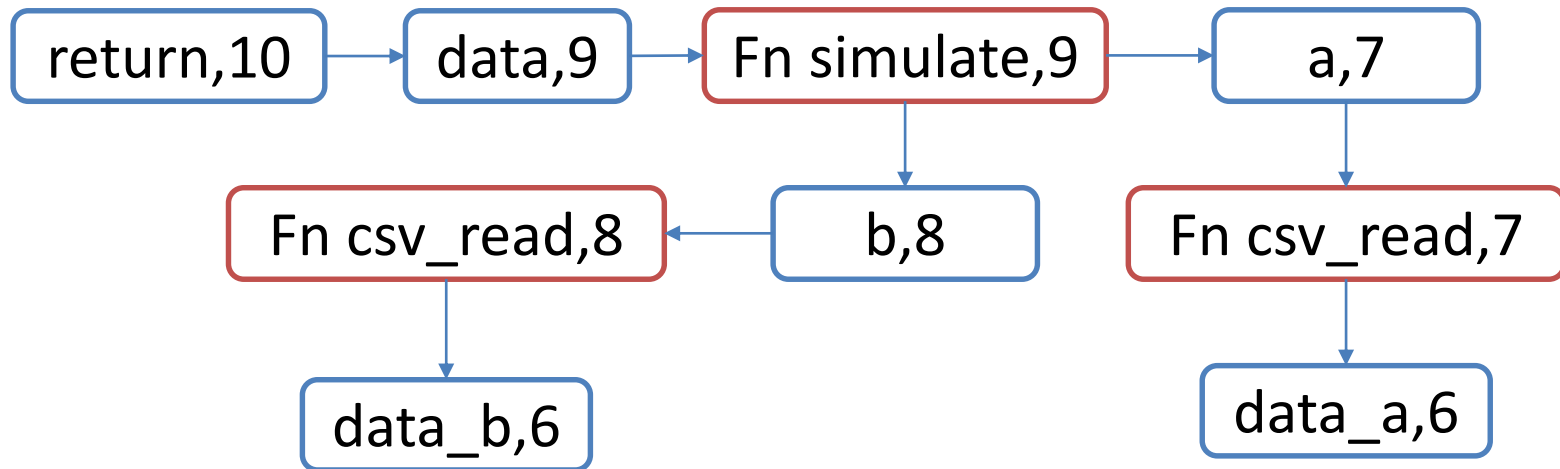 return,10
data,9
Fn simulate,9
a,7
Fn csv_read,8
b,8
Fn csv_read,7
data_b,6
data_a,6